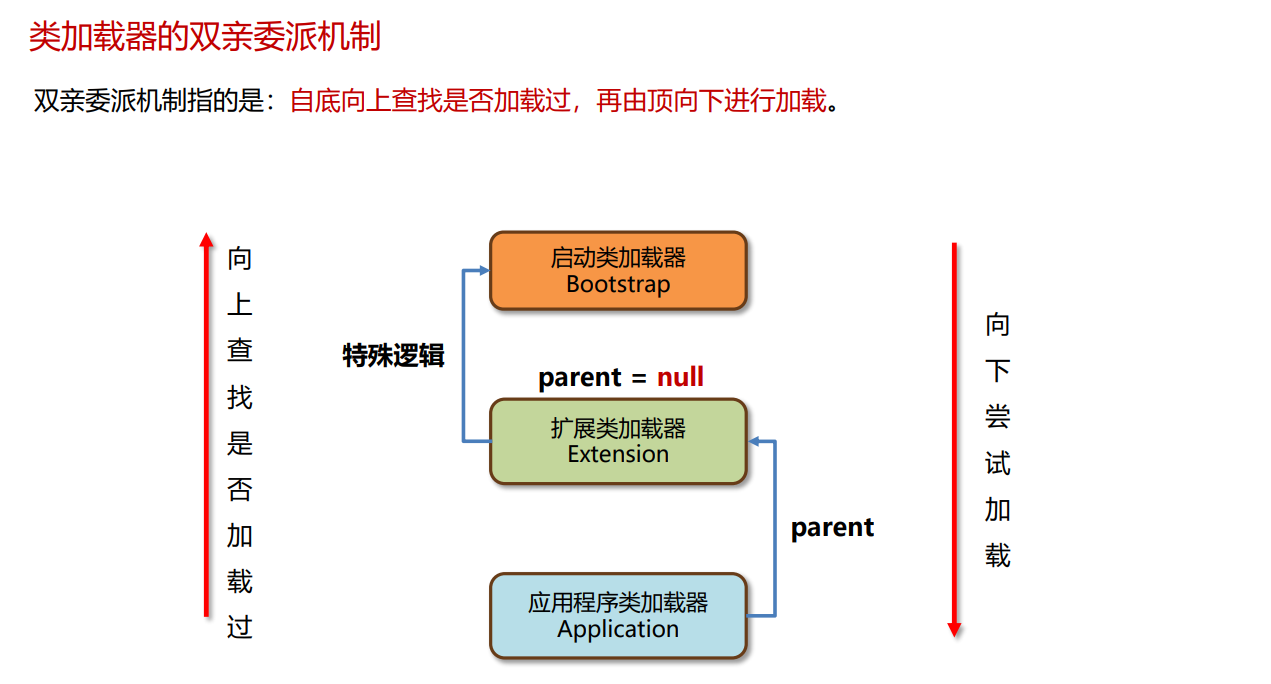 类加载器的双亲委派机制
双亲委派机制指的是：自底向上查找是否加载过，再由顶向下进行加载。
向上查找是否加载过
启动类加载器
Bootstrap
特殊逻辑
parent = null
扩展类加载器
Extension
parent
应用程序类加载器
Application
向下尝试加载